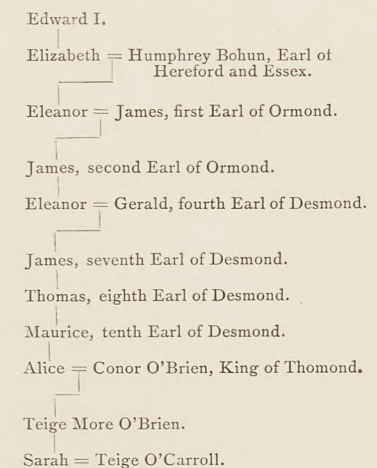 Edward I.
Elizabeth = Humphrey Bohun, Earl of
Hereford and Essex.
Eleanor = James, first Earl of Ormond.
James, second Earl of Ormond.
Eleanor = Gerald, fourth Earl of Desmond.
James, seventh Earl of Desmond.
Thomas, eighth Earl of Desmond.
Maurice, tenth Earl of Desmond.
Alice = Conor O'Brien, King of Thomond.
Teige More O'Brien.
Sarah = Teige O'Carroll.